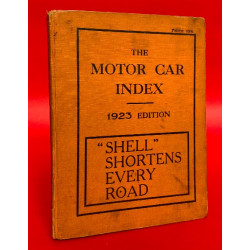 THE
MOTOR CAR
INDEX
1923 EDITION
"SHELL"
SHORTENS
EVERY
ROAD